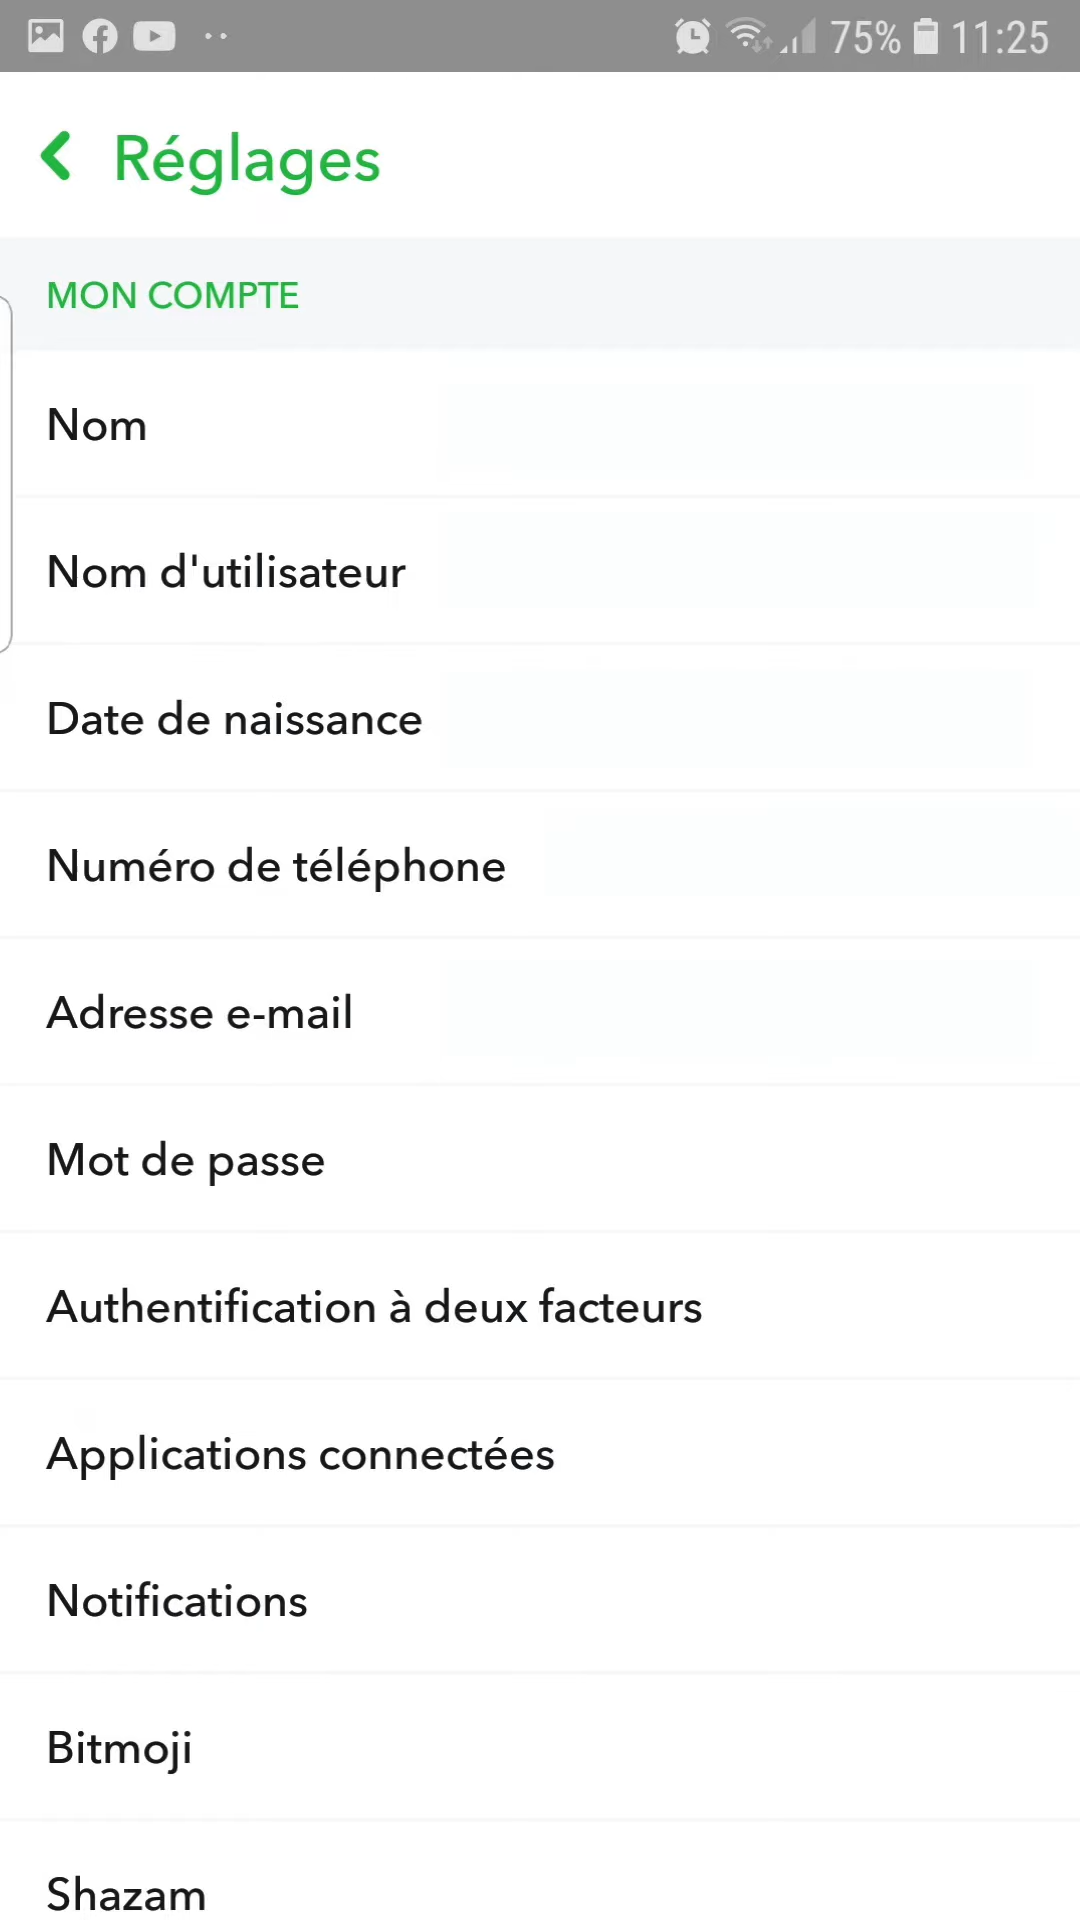 75% 11:25
Réglages
MON COMPTE
Nom
Nom d'utilisateur
Date de naissance
Numéro de téléphone
Adresse e-mail
Mot de passe
Authentification à deux facteurs
Applications connectées
Notifications
Bitmoji
Shazam